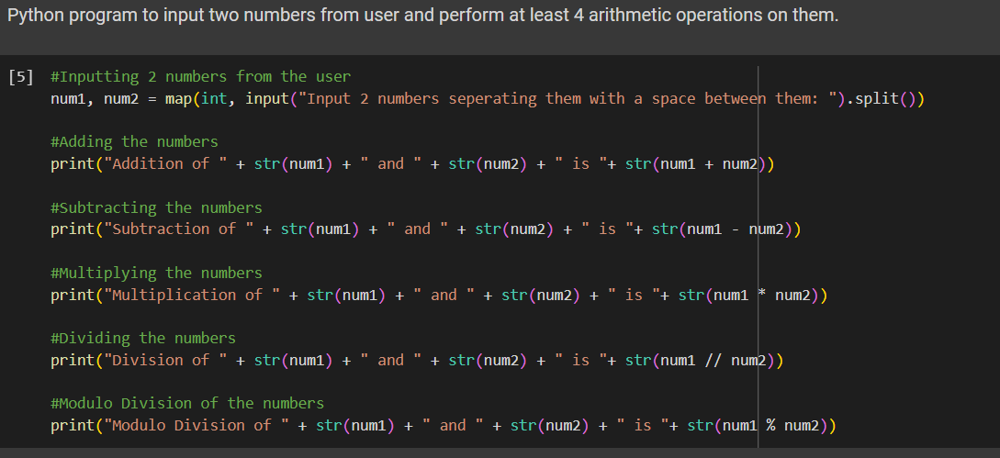 Python program to input two numbers from user and perform at least 4 arithmetic operations on them.
[5] #Inputting 2 numbers from the user
num1, num2 = map(int, input("Input 2 numbers seperating them with a space between them: ").split())
#Adding the numbers
print("Addition of " + str(num1) + " and " + str(num2) + " is "+ str(num1 + num2))
#Subtracting the numbers
print("Subtraction of " + str(num1) + " and " + str(num2) + " is "+ str(num1 - num2))
#Multiplying the numbers
print("Multiplication of " + str(num1) + " and " + str(num2) + " is "+ str(num1 * num2))
#Dividing the numbers
print("Division of " + str(num1) + " and " + str(num2) + " is "+ str(num1 // num2))
#Modulo Division of the numbers
print("Modulo Division of " + str(num1) + " and " + str(num2) + " is "+ str(num1 % num2))